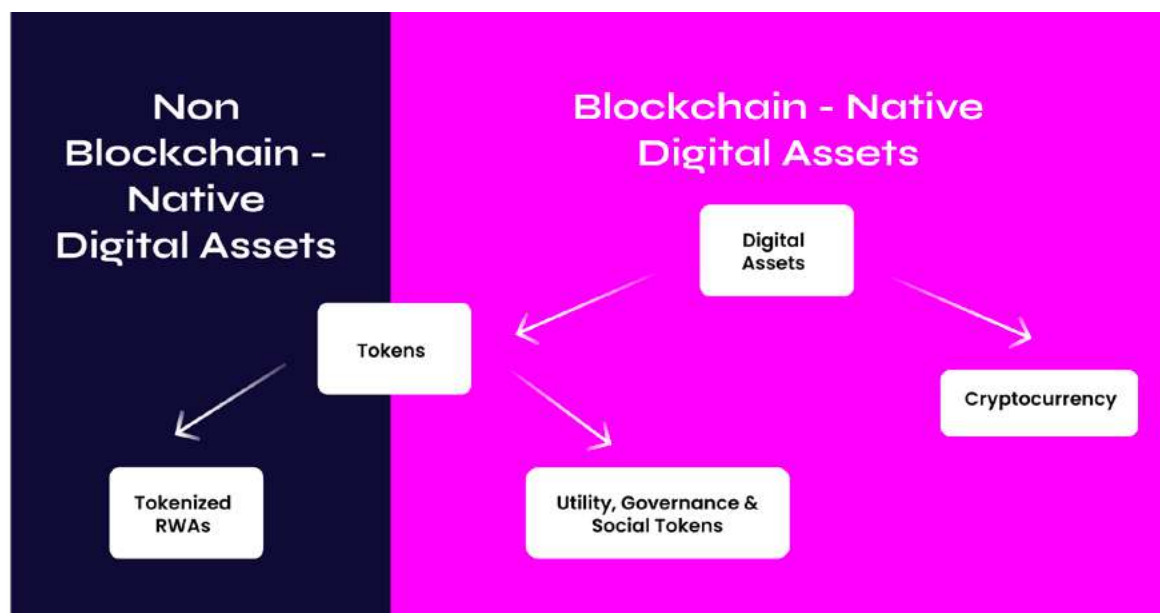 Non
Blockchain -
Native
Digital Assets
Blockchain - Native
Digital Assets
Digital
Assets
Tokens
Cryptocurrency
Tokenized
RWAs
Utility, Governance &
Social Tokens